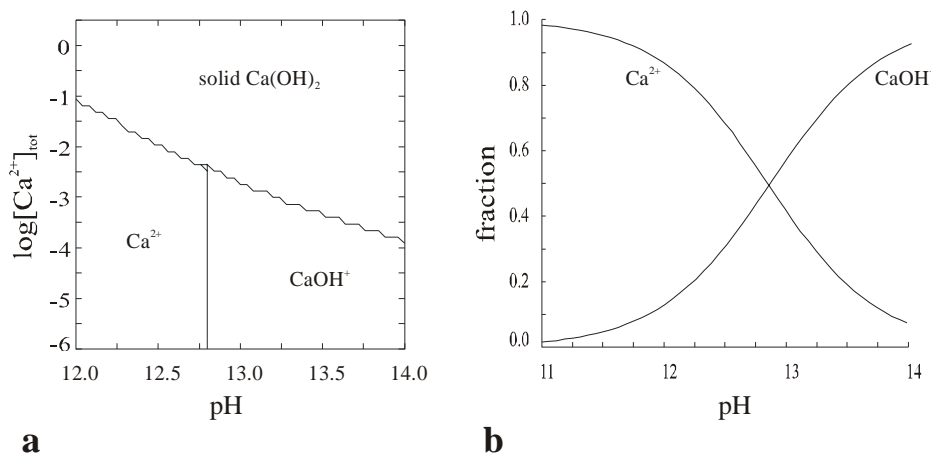 0
-1
-2
-3
-4
-5
-6
log[Ca²⁺]tot
solid Ca(OH)₂
Ca²⁺
CaOH⁺
12.0 12.5 13.0 13.5 14.0
pH
a
1.0
0.8
0.6
0.4
0.2
0.0
fraction
Ca²⁺
CaOH
11 12 13 14
pH
b